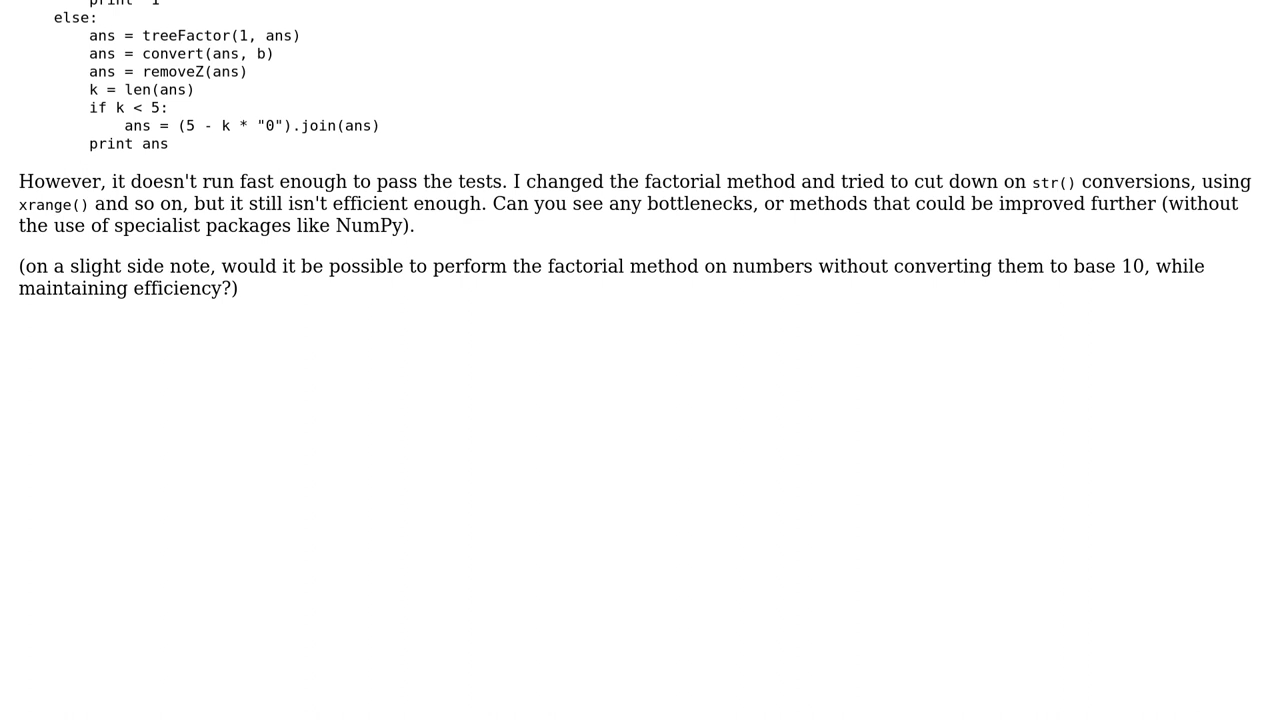 print "1"
else:
ans = treeFactor(1, ans)
ans = convert(ans, b)
ans = removeZ(ans)
k = len(ans)
if k < 5:
ans = (5 - k * "0").join(ans)
print ans
However, it doesn't run fast enough to pass the tests. I changed the factorial method and tried to cut down on str() conversions, using
xrange() and so on, but it still isn't efficient enough. Can you see any bottlenecks, or methods that could be improved further (without
the use of specialist packages like NumPy).
(on a slight side note, would it be possible to perform the factorial method on numbers without converting them to base 10, while
maintaining efficiency?)